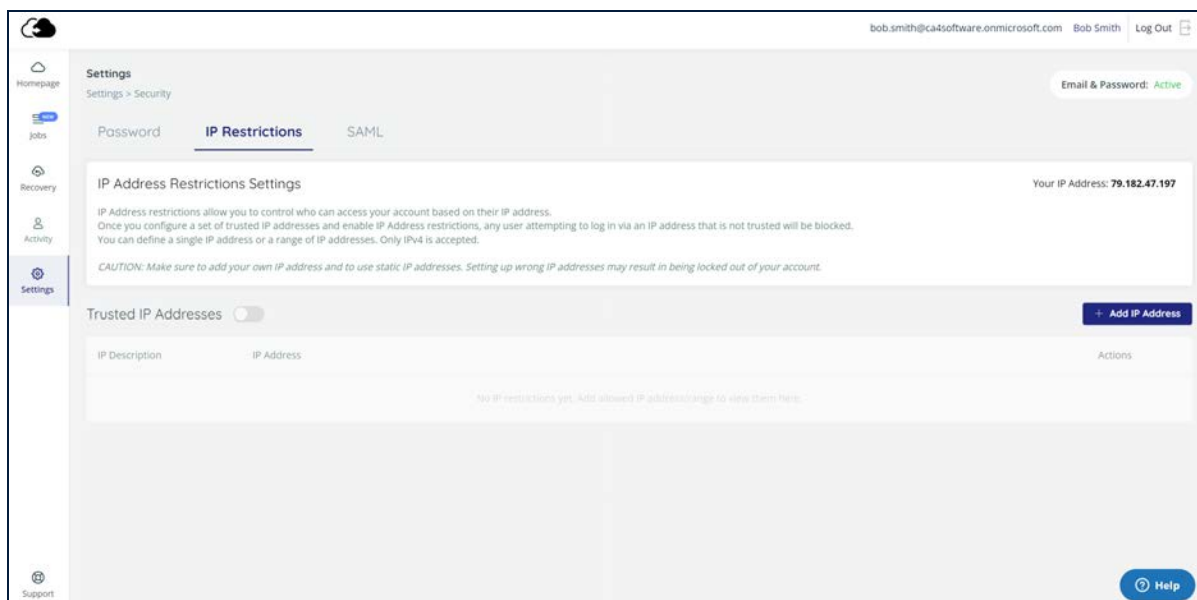 bob.smith@ca4software.onmicrosoft.com Bob Smith Log Out
Homepage
NEW
Jobs
Recovery
Activity
Settings
Support
Settings
Settings > Security
Email & Password: Active
Password IP Restrictions SAML
IP Address Restrictions Settings
Your IP Address: 79.182.47.197
IP Address restrictions allow you to control who can access your account based on their IP address.
Once you configure a set of trusted IP addresses and enable IP Address restrictions, any user attempting to log in via an IP address that is not trusted will be blocked.
You can define a single IP address or a range of IP addresses. Only IPv4 is accepted.
CAUTION: Make sure to add your own IP address and to use static IP addresses. Setting up wrong IP addresses may result in being locked out of your account.
Trusted IP Addresses
+ Add IP Address
IP Description IP Address Actions
No IP restrictions yet. Add allowed IP address/range to view them here.
? Help